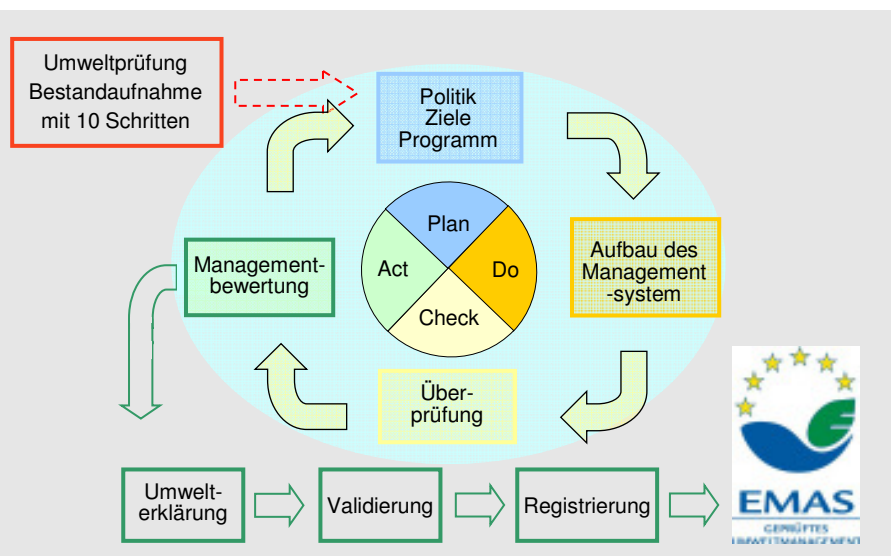 Umweltprüfung
Bestandaufnahme
mit 10 Schritten
Politik
Ziele
Programm
Plan
Act
Do
Check
Management-
bewertung
Aufbau des
Management
-system
Über-
prüfung
Umwelt-
erklärung
Validierung
Registrierung
EMAS
GEPRÜFTES
UMWELTMANAGEMENT